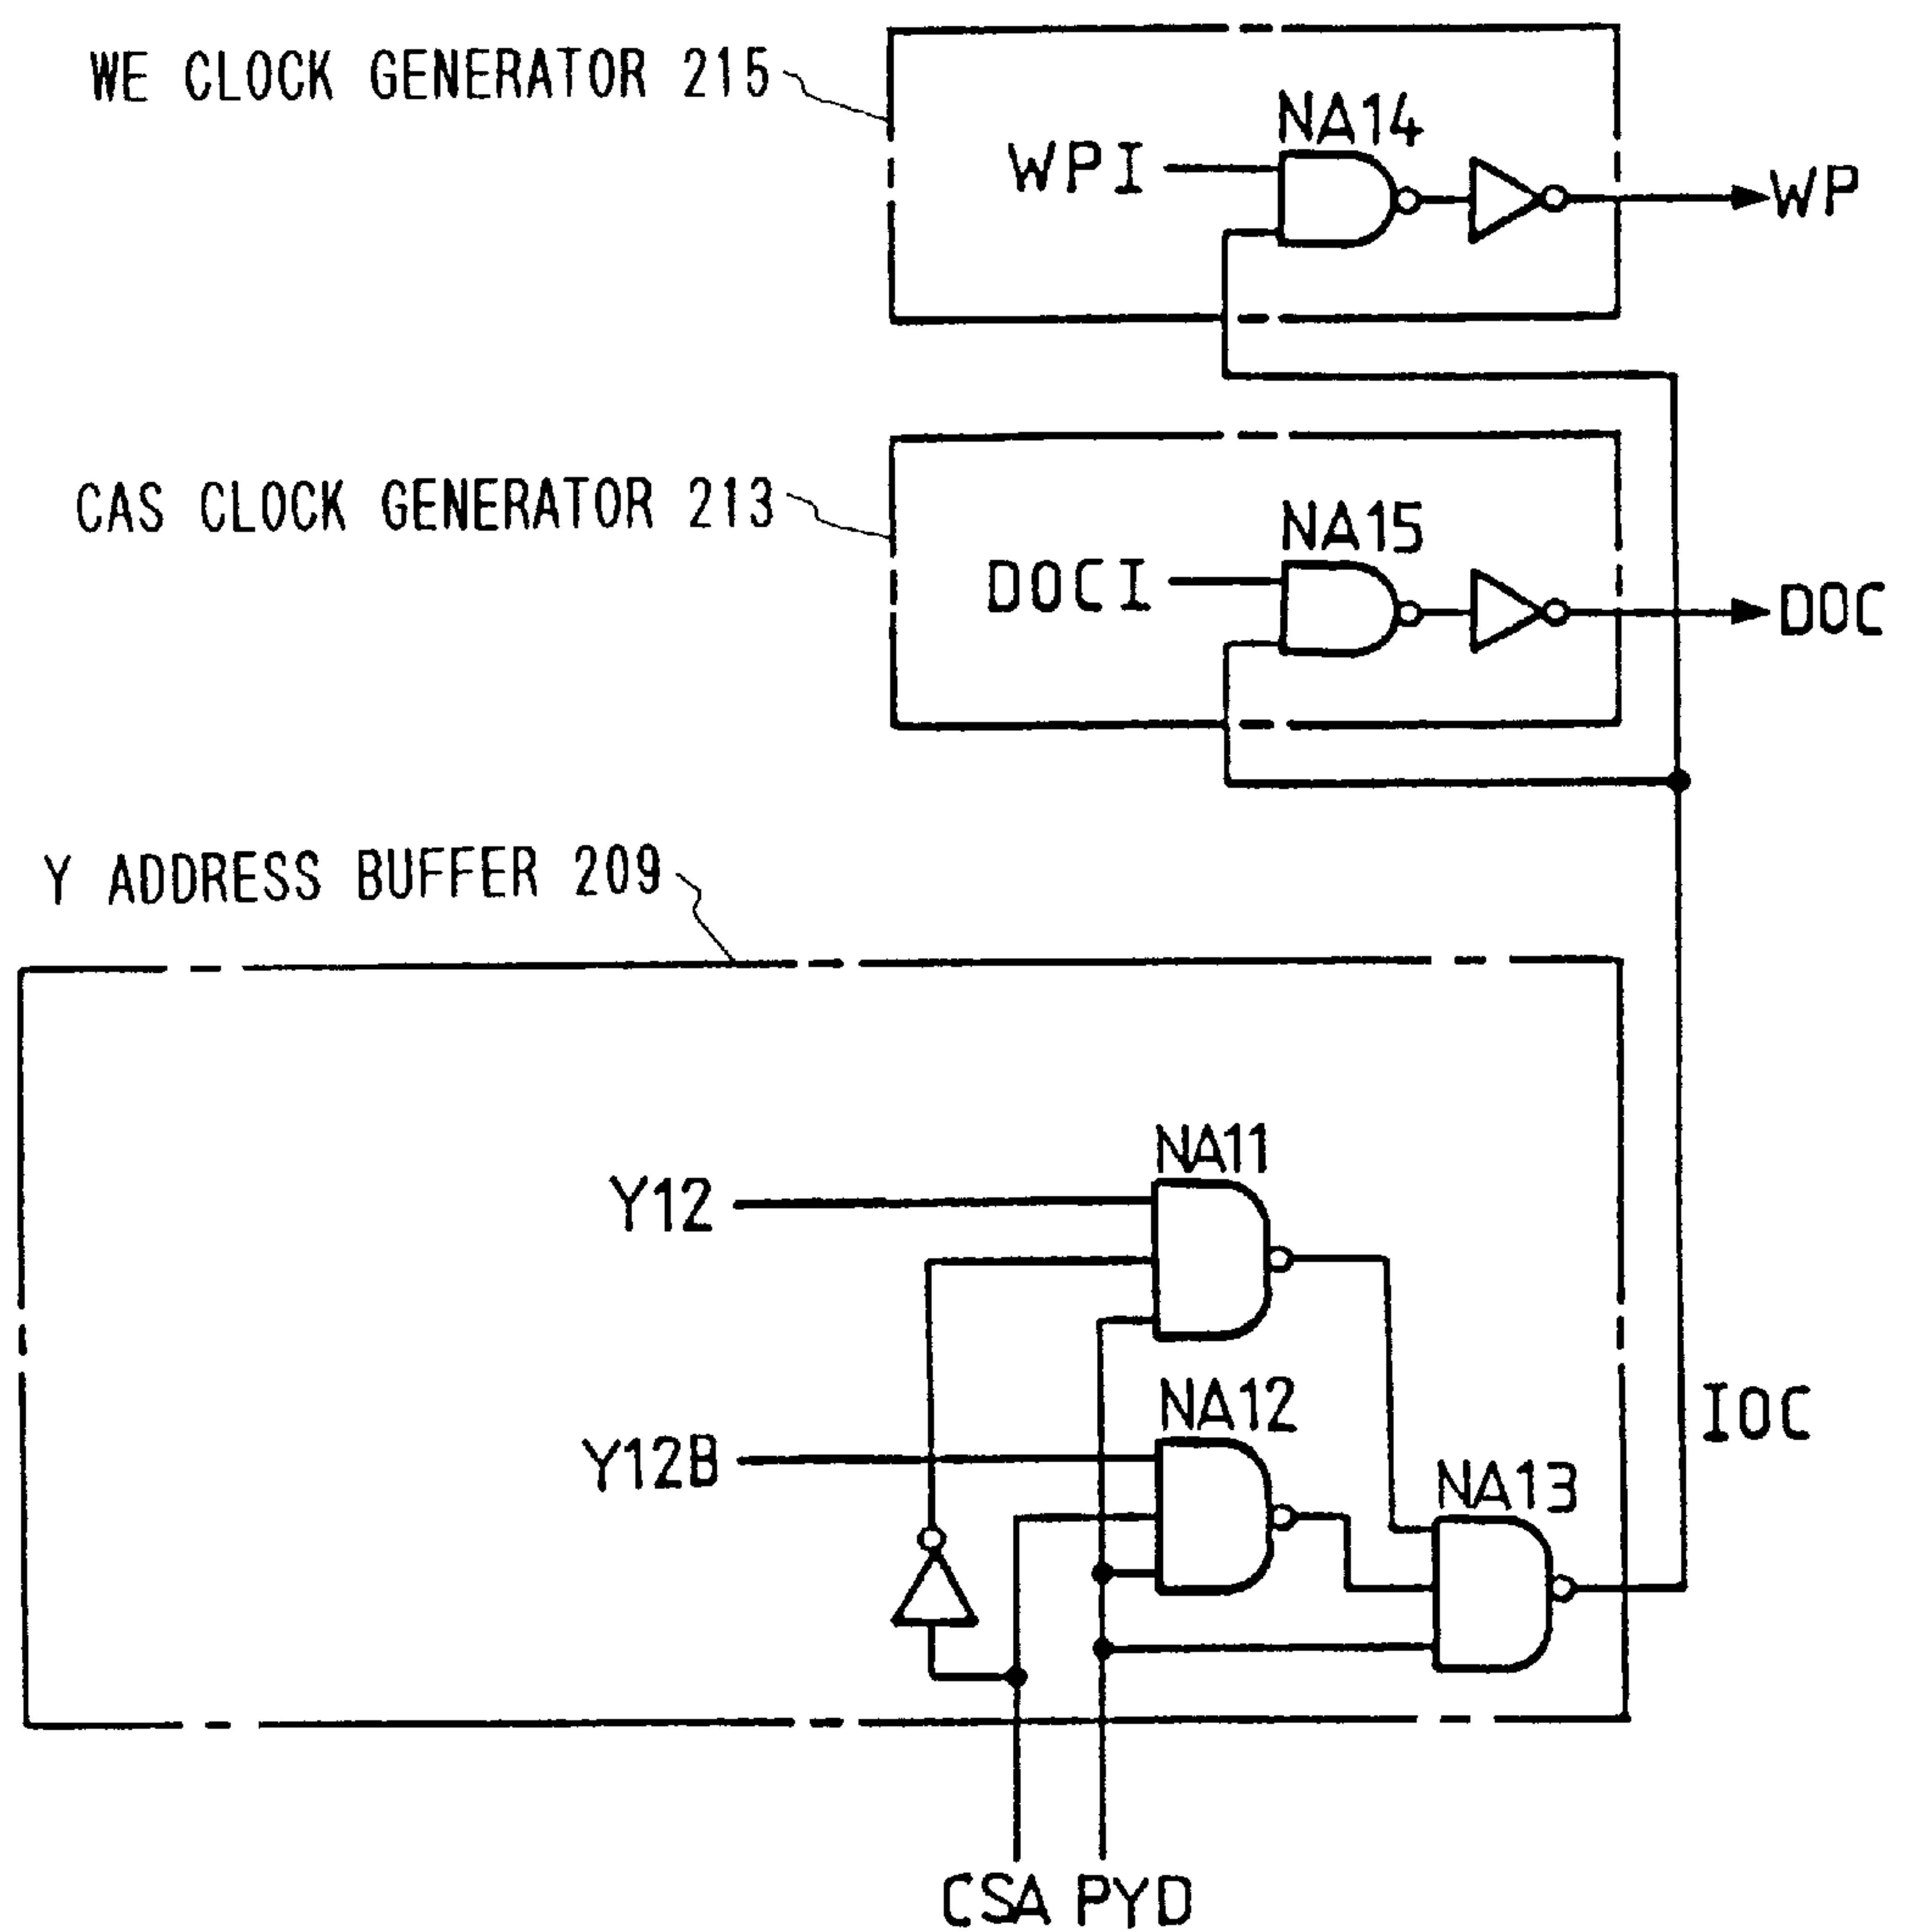 WE CLOCK GENERATOR 215
NA14
WPI
WP
CAS CLOCK GENERATOR 213
NA15
DOCI
DOC
Y ADDRESS BUFFER 209
NA11
Y12
NA12
IOC
Y12B
NA13
CSA PYD